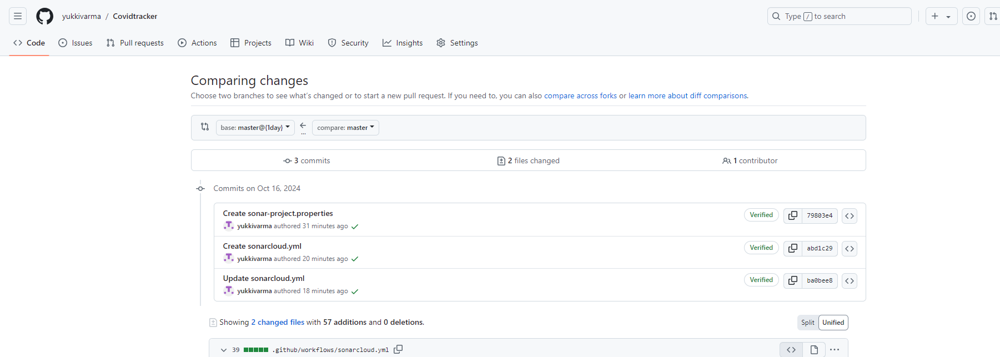 yukkivarma / Covidtracker
Type / to search
Code Issues Pull requests Actions Projects Wiki Security Insights Settings
Comparing changes
Choose two branches to see what's changed or to start a new pull request. If you need to, you can also compare across forks or learn more about diff comparisons.
base: master@{1day} ... compare: master
3 commits 2 files changed 1 contributor
Commits on Oct 16, 2024
Create sonar-project.properties
Verified 79803e4
yukkivarma authored 31 minutes ago
Create sonarcloud.yml
Verified abd1c29
yukkivarma authored 20 minutes ago
Update sonarcloud.yml
Verified ba0bee8
yukkivarma authored 18 minutes ago
Showing 2 changed files with 57 additions and 0 deletions.
Split Unified
39 .github/workflows/sonarcloud.yml